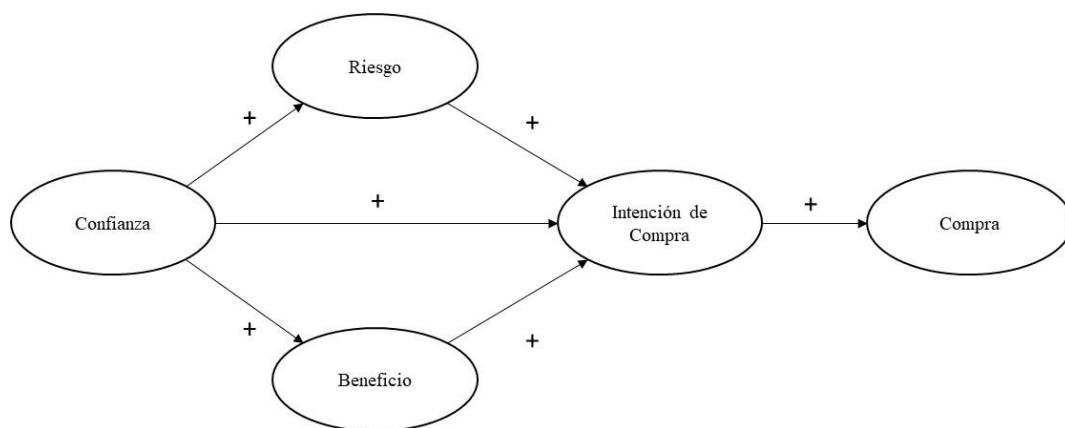 Riesgo
+
+
+
Confianza
Intención de
Compra
+
Compra
+
+
Beneficio